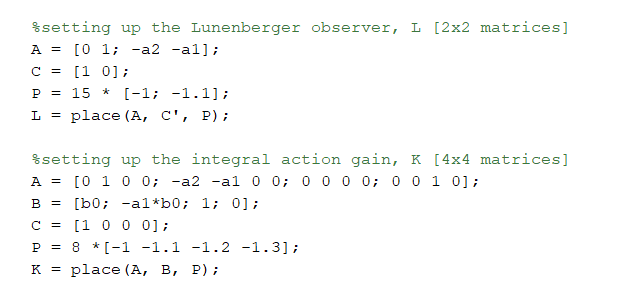 %setting up the Lunenberger observer, L [2x2 matrices]
A = [0 1; -a2 -a1];
C = [1 0];
P = 15 * [-1; -1.1];
L = place(A, C', P);
%setting up the integral action gain, K [4x4 matrices]
A = [0 1 0 0; -a2 -a1 0 0; 0 0 0 0; 0 0 1 0];
B = [b0; -a1*b0; 1; 0];
C = [1 0 0 0];
P = 8 *[-1 -1.1 -1.2 -1.3];
K = place(A, B, P);